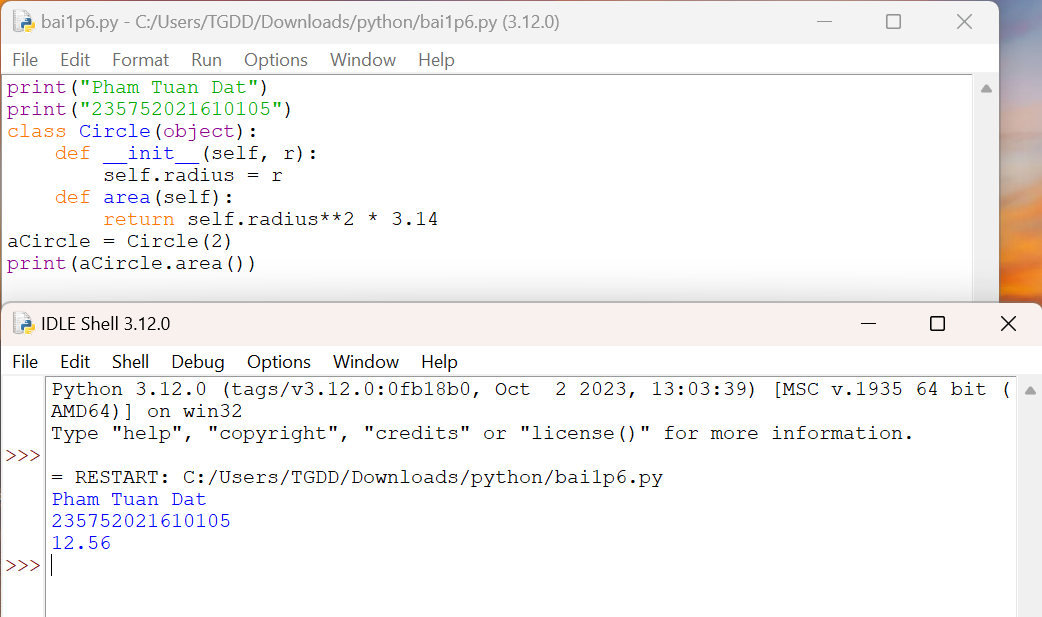 bai1p6.py - C:/Users/TGDD/Downloads/python/bai1p6.py (3.12.0)
File Edit Format Run Options Window Help
print("Pham Tuan Dat")
print("235752021610105")
class Circle(object):
    def __init__(self, r):
        self.radius = r
    def area(self):
        return self.radius**2 * 3.14
aCircle = Circle(2)
print(aCircle.area())
IDLE Shell 3.12.0
File Edit Shell Debug Options Window Help
Python 3.12.0 (tags/v3.12.0:0fb18b0, Oct  2 2023, 13:03:39) [MSC v.1935 64 bit (
AMD64)] on win32
Type "help", "copyright", "credits" or "license()" for more information.
>>>
= RESTART: C:/Users/TGDD/Downloads/python/bai1p6.py
Pham Tuan Dat
235752021610105
12.56
>>>